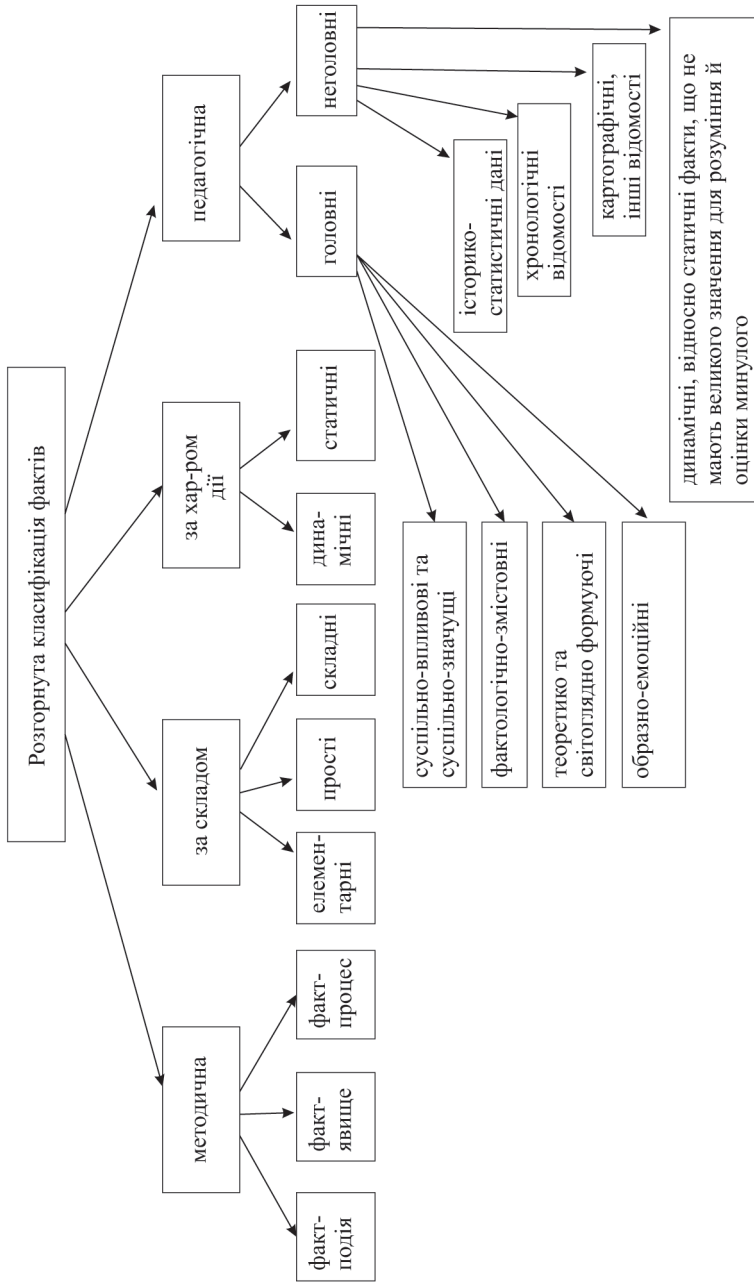 Розгорнута класифікація фактів
методична
за складом
за хар-ром
дії
педагогічна
факт-
подія
факт-
явище
факт-
процес
елемен-
тарні
прості
складні
дина-
мічні
статичні
головні
неголовні
суспільно-впливові та
суспільно-значущі
фактологічно-змістовні
теоретико та
світоглядно формуючі
образно-емоційні
історико-
статистичні дані
хронологічні
відомості
картографічні,
інші відомості
динамічні, відносно статичні факти, що не
мають великого значення для розуміння й
оцінки минулого